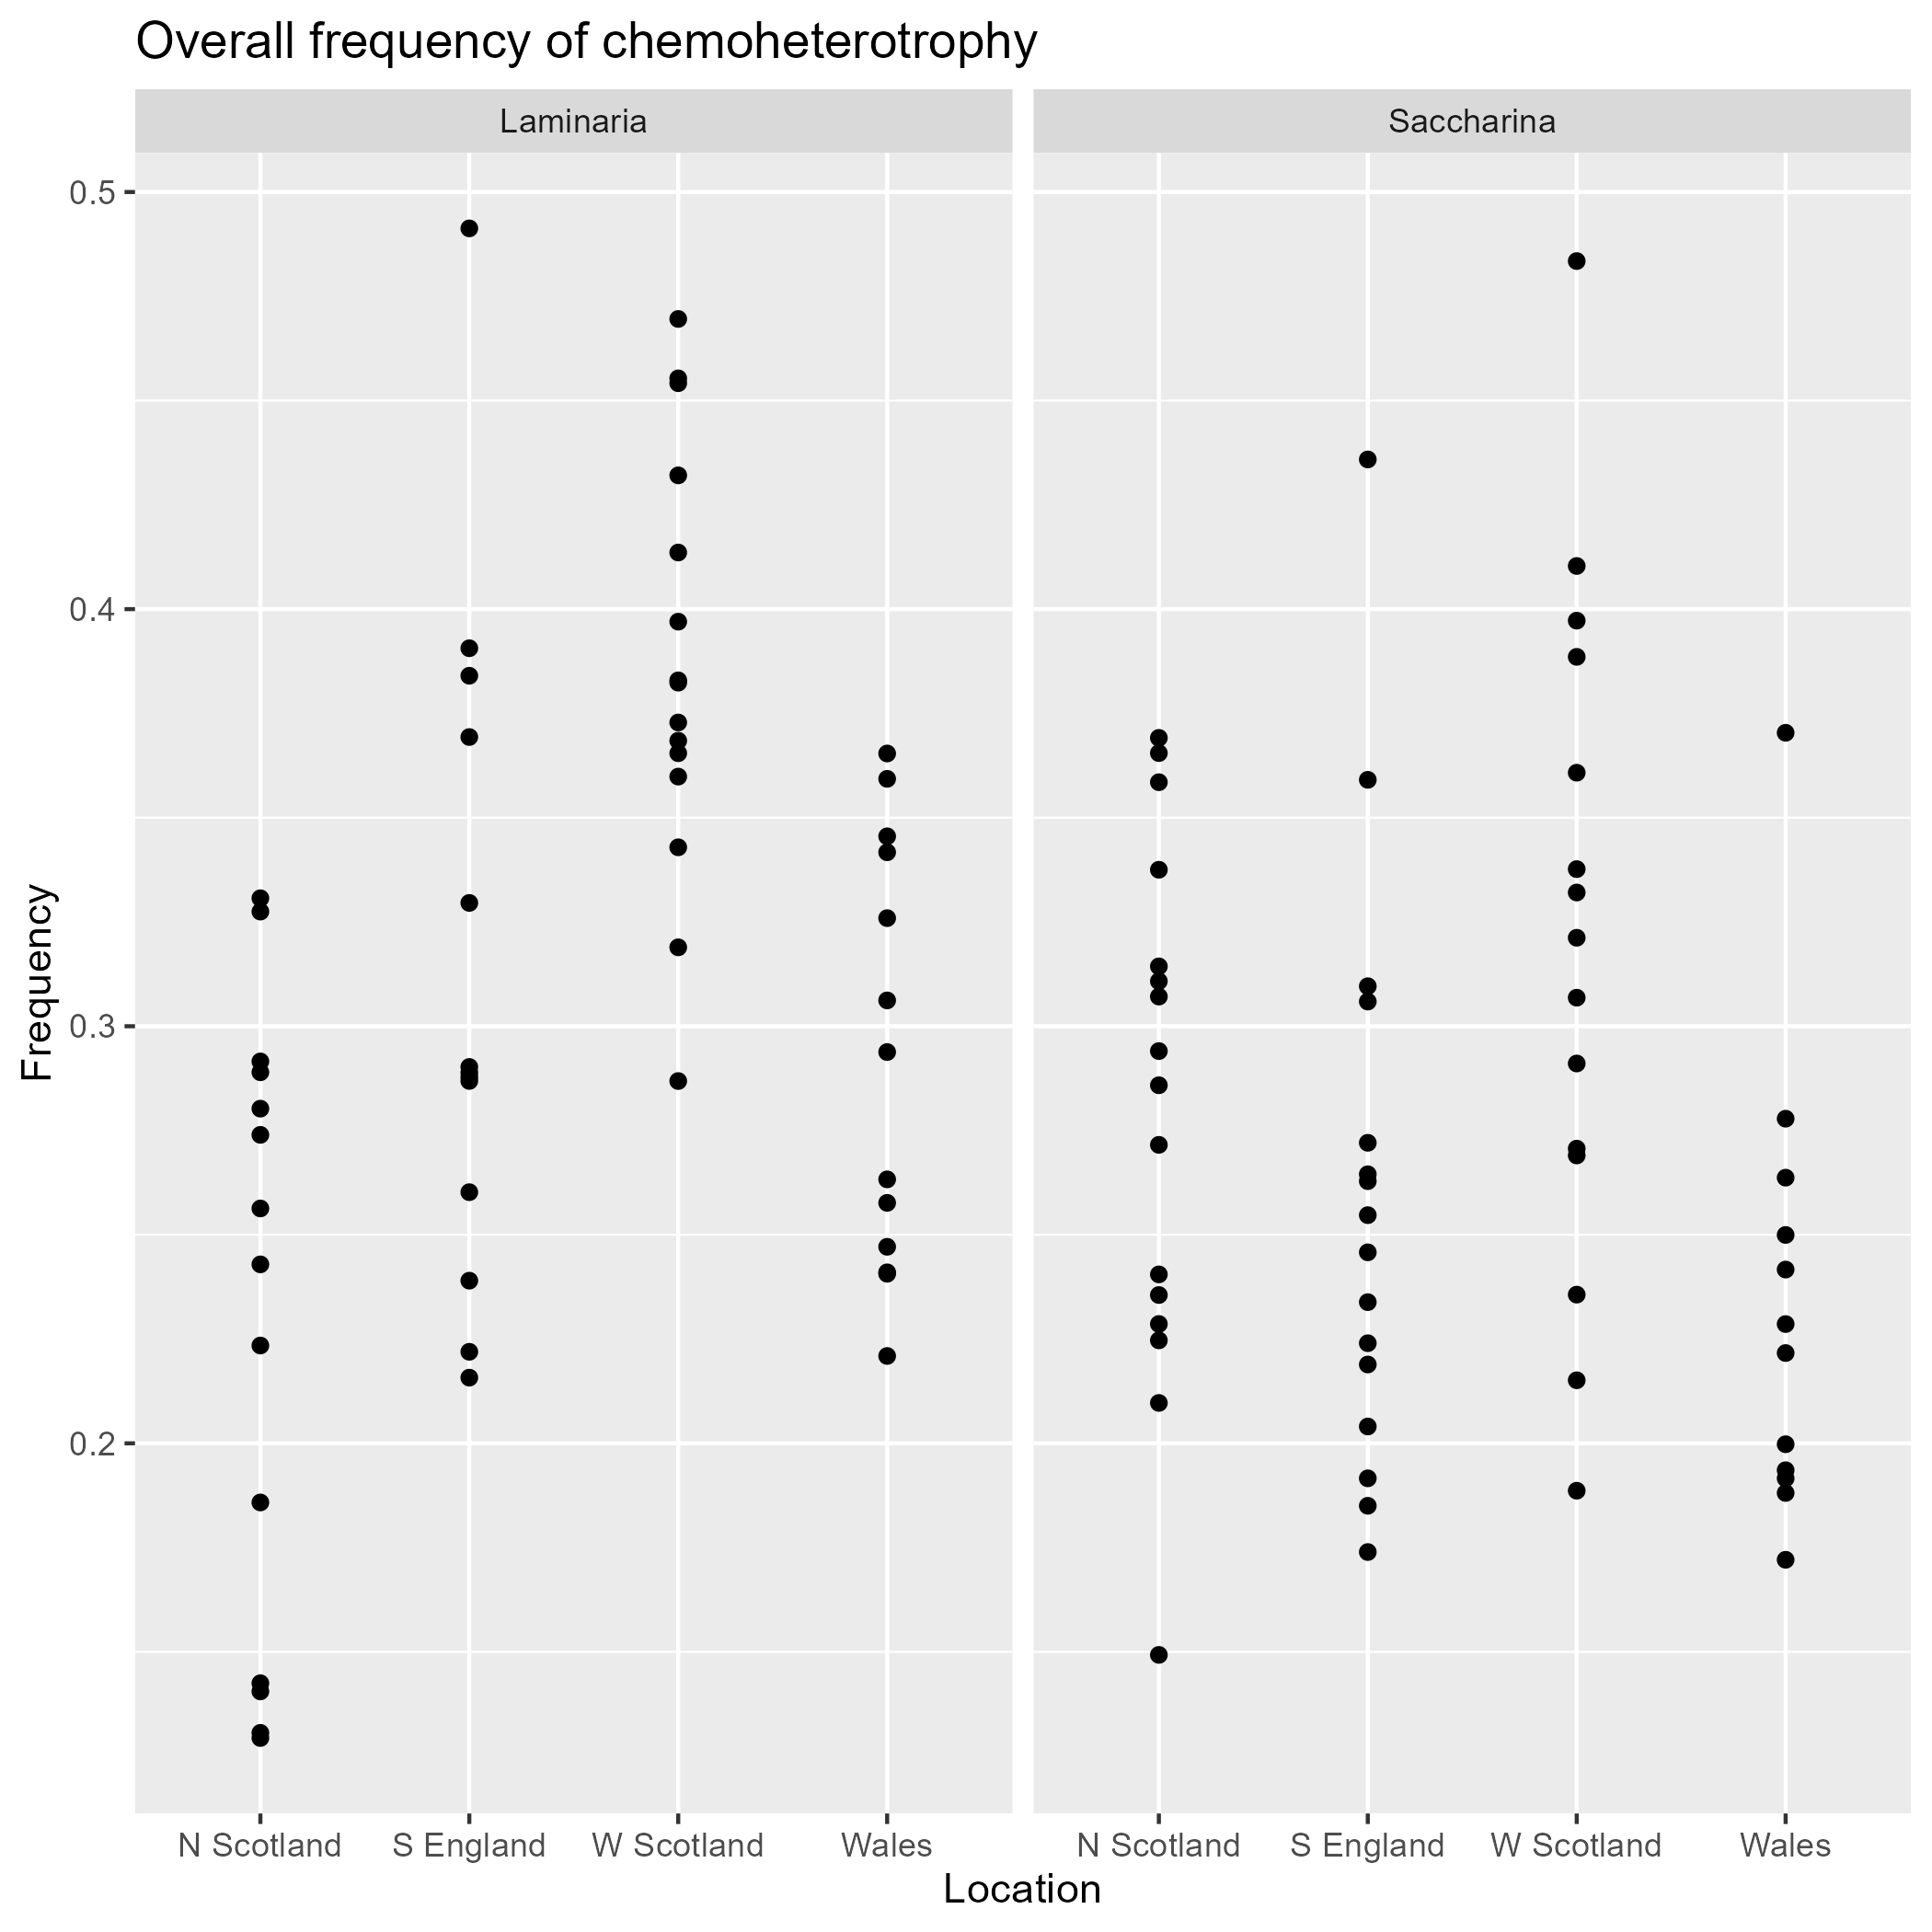 Overall frequency of chemoheterotrophy
Laminaria
Saccharina
0.5
0.4
0.3
0.2
Frequency
N Scotland
S England
W Scotland
Wales
N Scotland
S England
W Scotland
Wales
Location